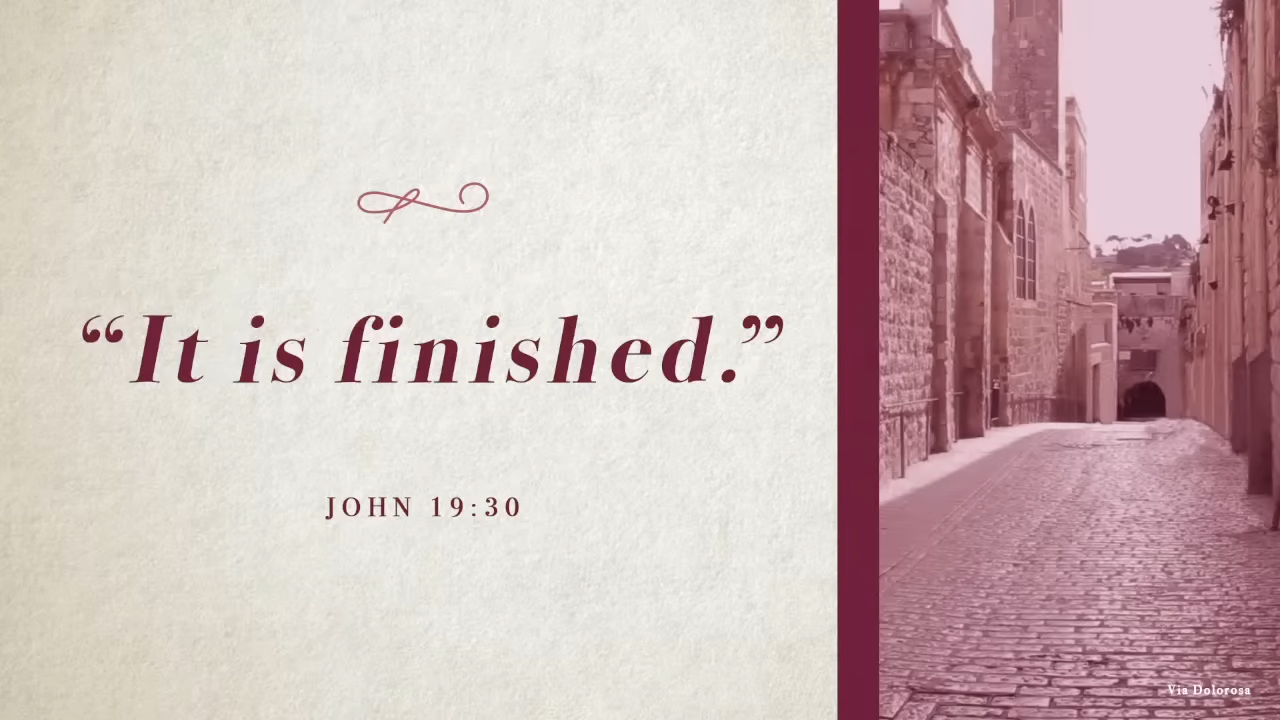 “It is finished.”
JOHN 19:30
Via Dolorosa